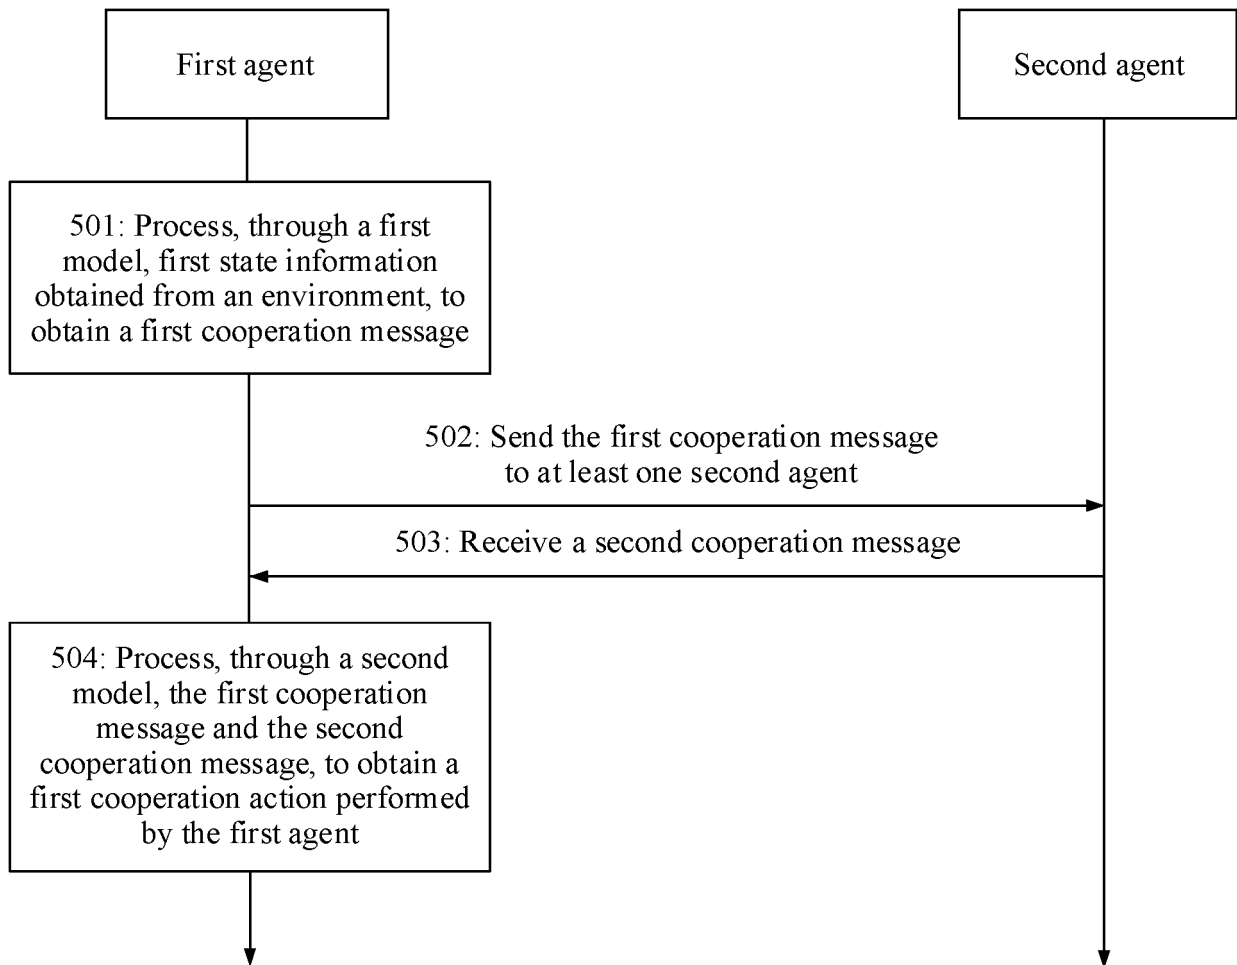 First agent
Second agent
501: Process, through a first
model, first state information
obtained from an environment, to
obtain a first cooperation message
502: Send the first cooperation message
to at least one second agent
503: Receive a second cooperation message
504: Process, through a second
model, the first cooperation
message and the second
cooperation message, to obtain a
first cooperation action performed
by the first agent